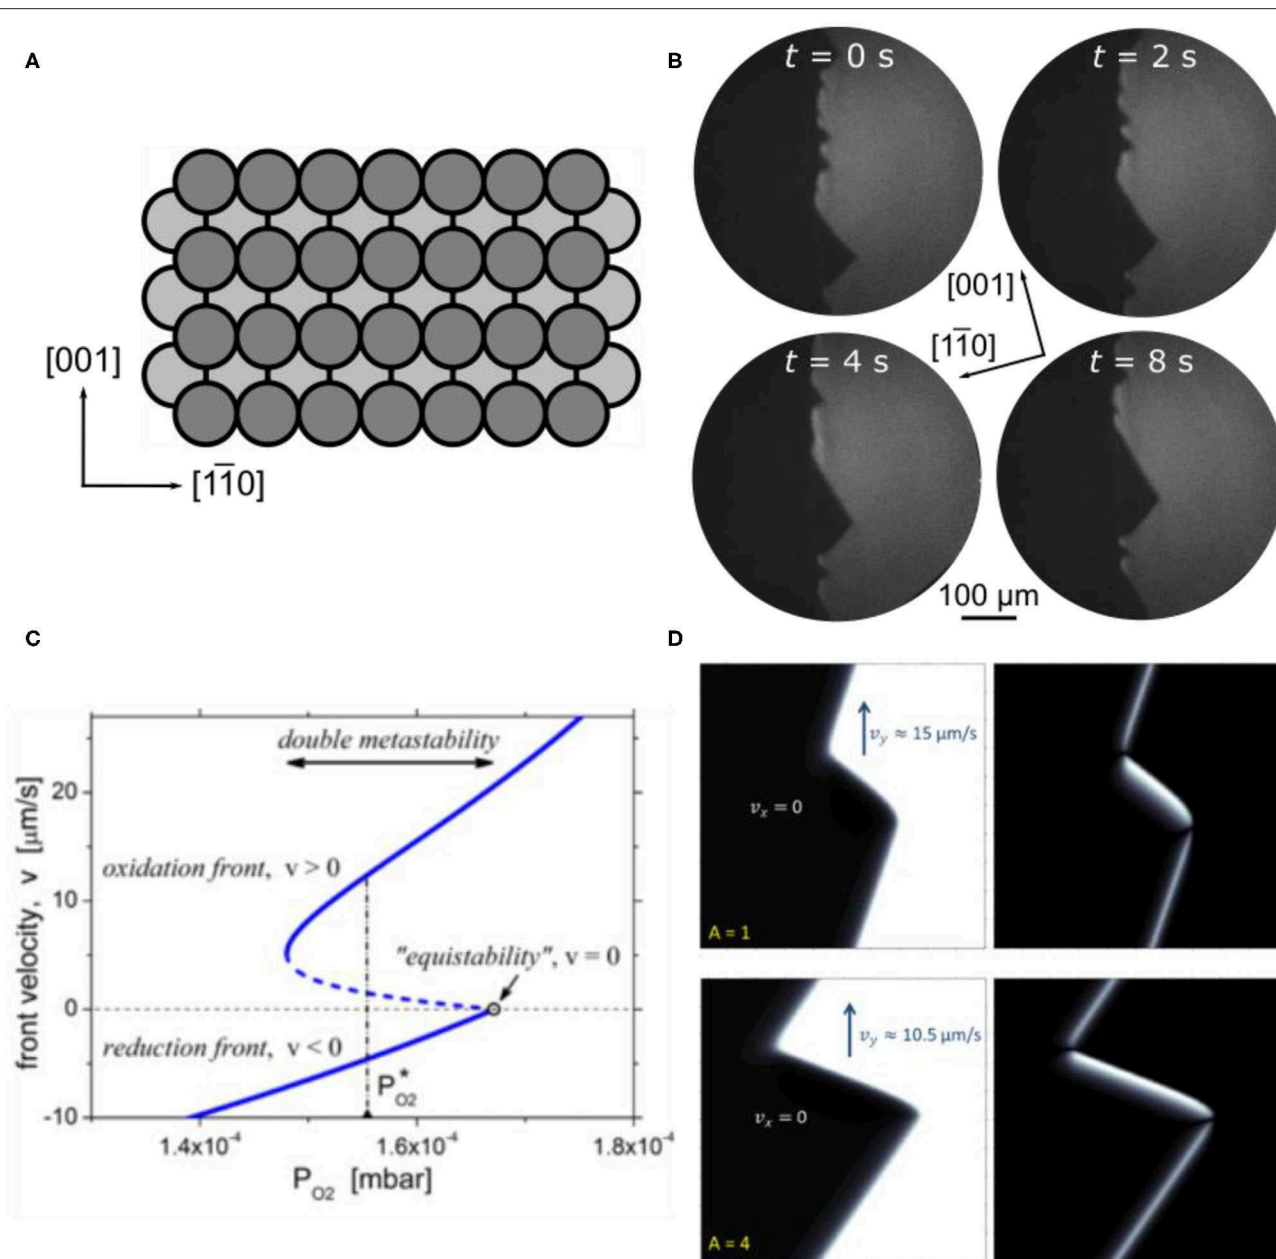 A
[001]
[11̅0]
B
t = 0 s
t = 2 s
[001]
[11̅0]
t = 4 s
t = 8 s
100 μm
C
double metastability
20
oxidation front, v > 0
10
"equistability", v = 0
0
reduction front, v < 0
P*O2
-10
1.4x10-4
1.6x10-4
1.8x10-4
front velocity, v [μm/s]
PO2 [mbar]
D
vy ≈ 15 μm/s
vx = 0
A = 1
vy ≈ 10.5 μm/s
vx = 0
A = 4